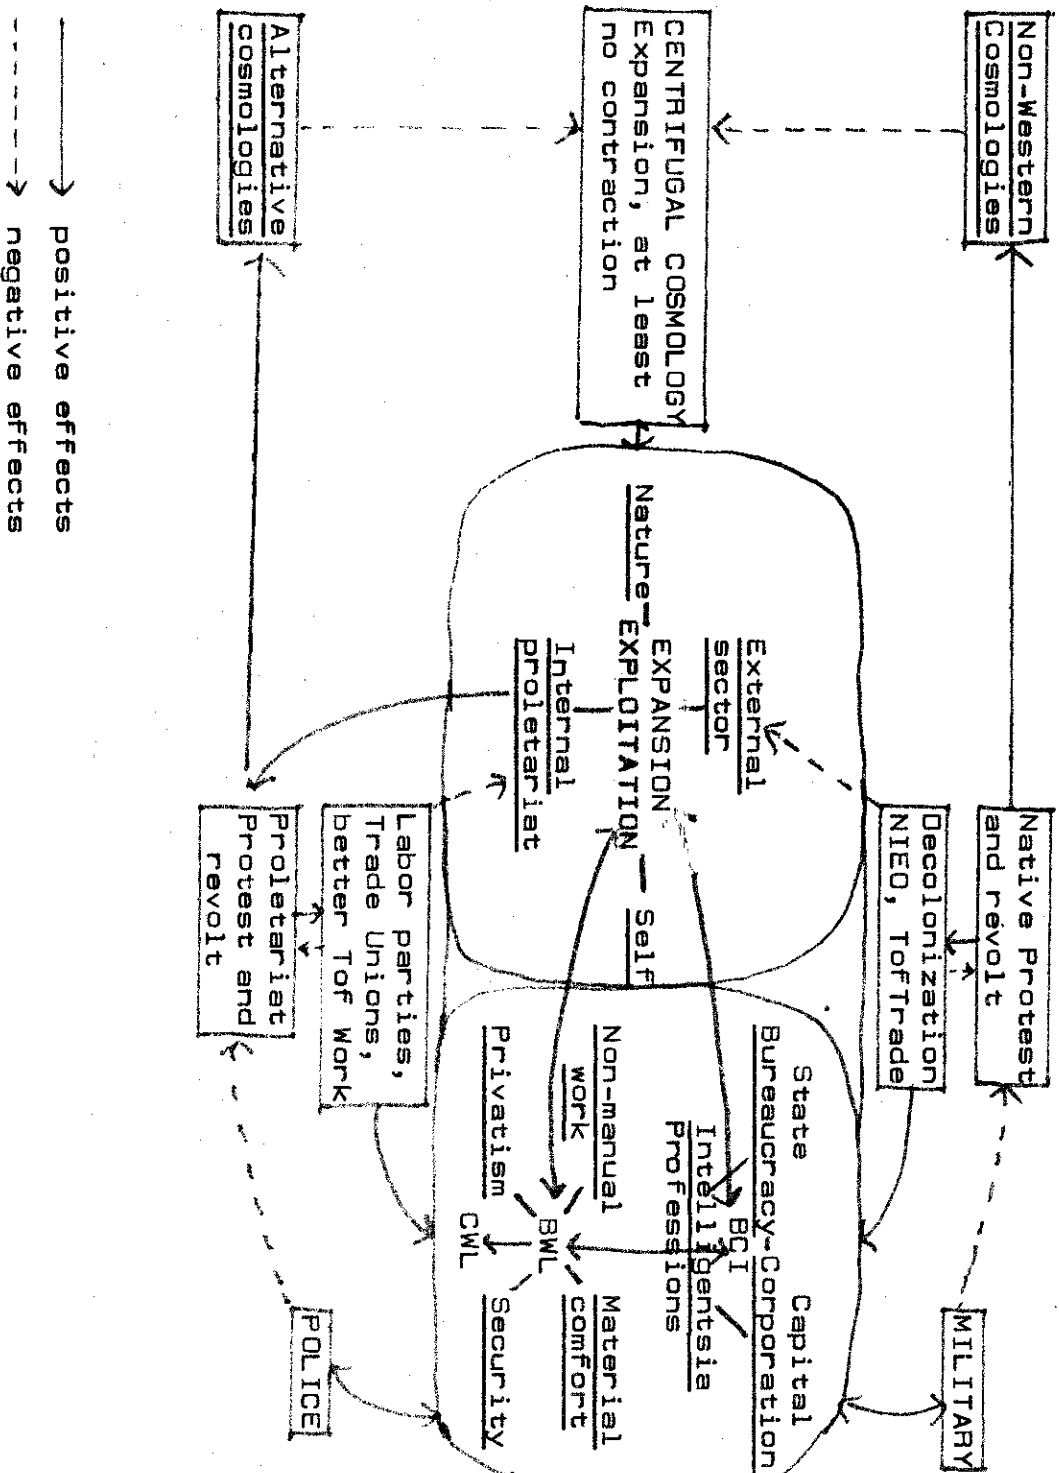 Non-Western
Cosmologies
Native Protest
and revolt
MILITARY
Decolonization
NIEO, TofTrade
CENTRIFUGAL COSMOLOGY
Expansion, at least
no contraction
External
sector
Nature
EXPANSION
EXPLOITATION
Self
Internal
proletariat
State
Capital
Bureaucracy-Corporation
BCI
Intelligentsia
Professions
Non-manual
work
Material
comfort
BWL
Privatism
Security
CWL
Labor parties,
Trade Unions,
better Tof Work
Alternative
cosmologies
Proletariat
Protest and
revolt
POLICE
positive effects
negative effects